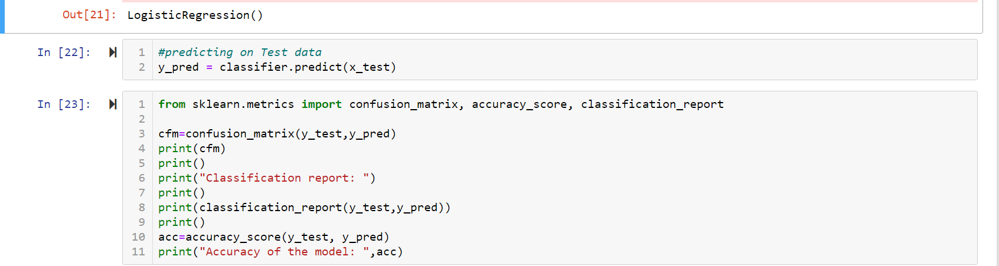 Out[21]: LogisticRegression()
In [22]:
1 #predicting on Test data
2 y_pred = classifier.predict(x_test)
In [23]:
1 from sklearn.metrics import confusion_matrix, accuracy_score, classification_report
2
3 cfm=confusion_matrix(y_test,y_pred)
4 print(cfm)
5 print()
6 print("Classification report: ")
7 print()
8 print(classification_report(y_test,y_pred))
9 print()
10 acc=accuracy_score(y_test, y_pred)
11 print("Accuracy of the model: ",acc)